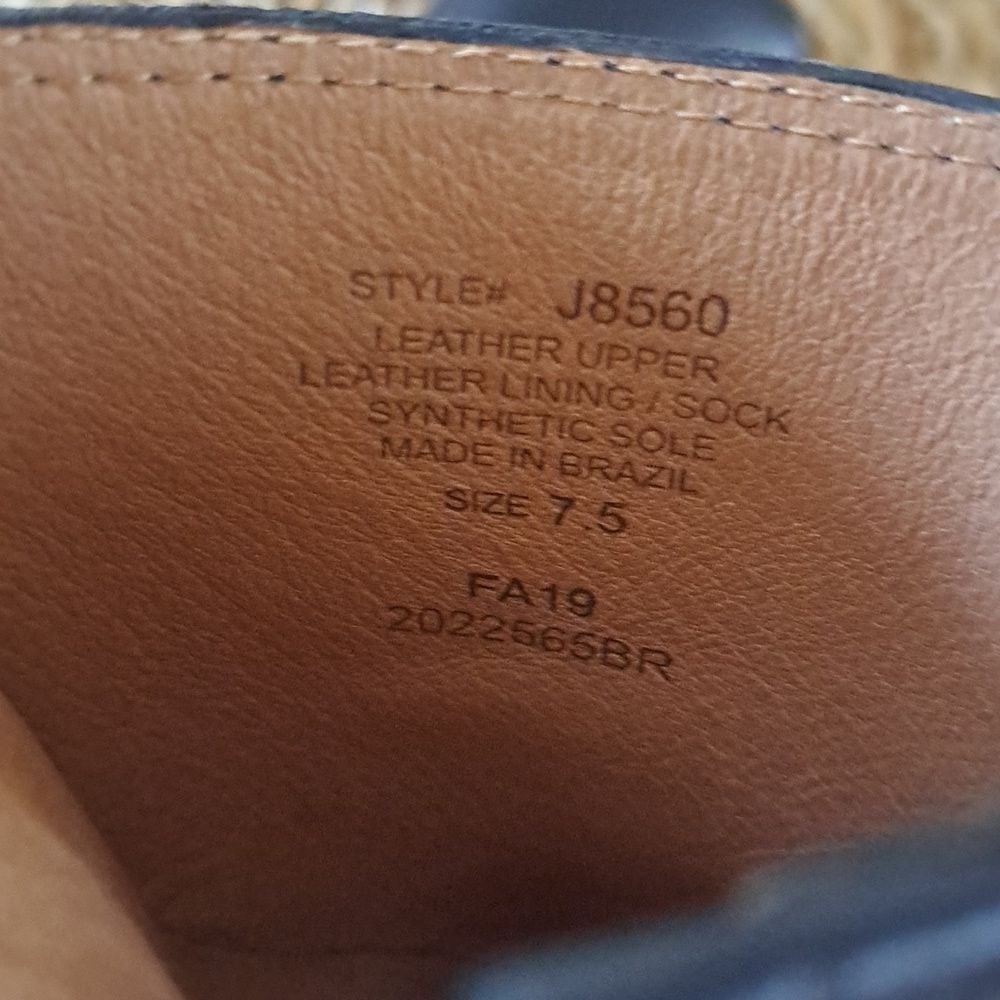 STYLE# J8560
LEATHER UPPER
LEATHER LINING / SOCK
SYNTHETIC SOLE
MADE IN BRAZIL
SIZE 7.5
FA19
2022565BR